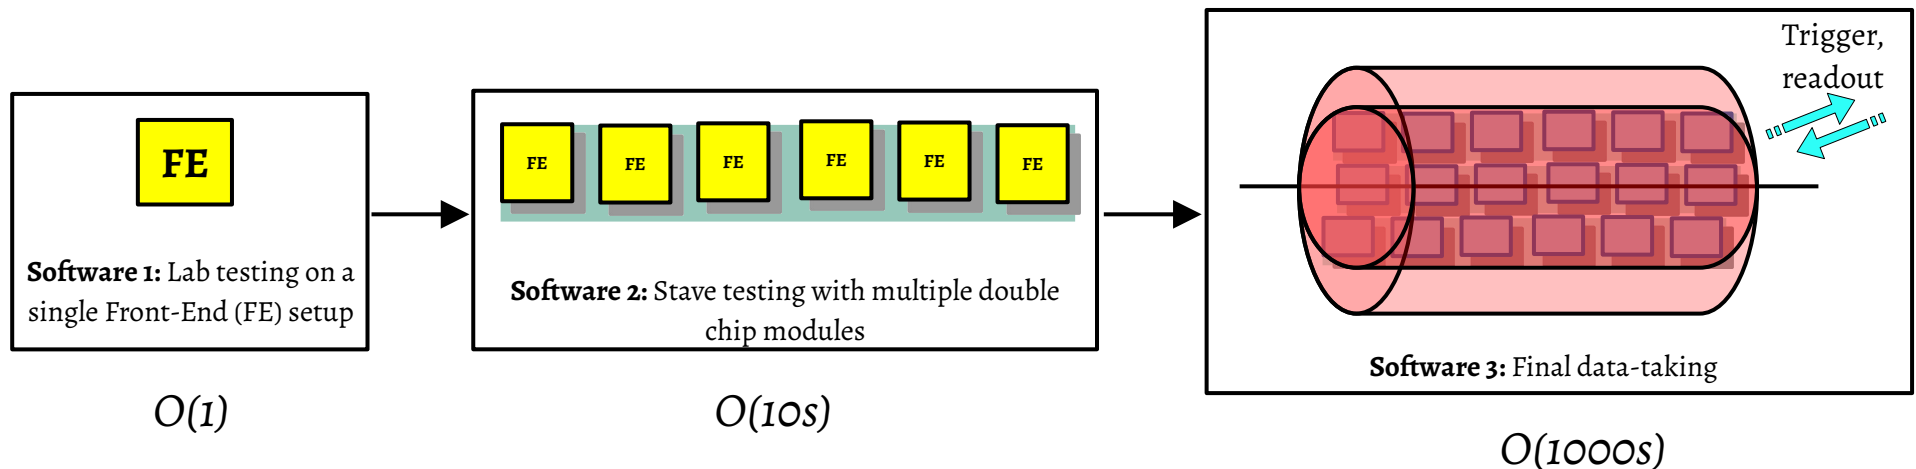 FE
Software 1: Lab testing on a
single Front-End (FE) setup
O(1)
FE
FE
FE
FE
FE
FE
Software 2: Stave testing with multiple double
chip modules
O(10s)
Trigger,
readout
Software 3: Final data-taking
O(1000s)